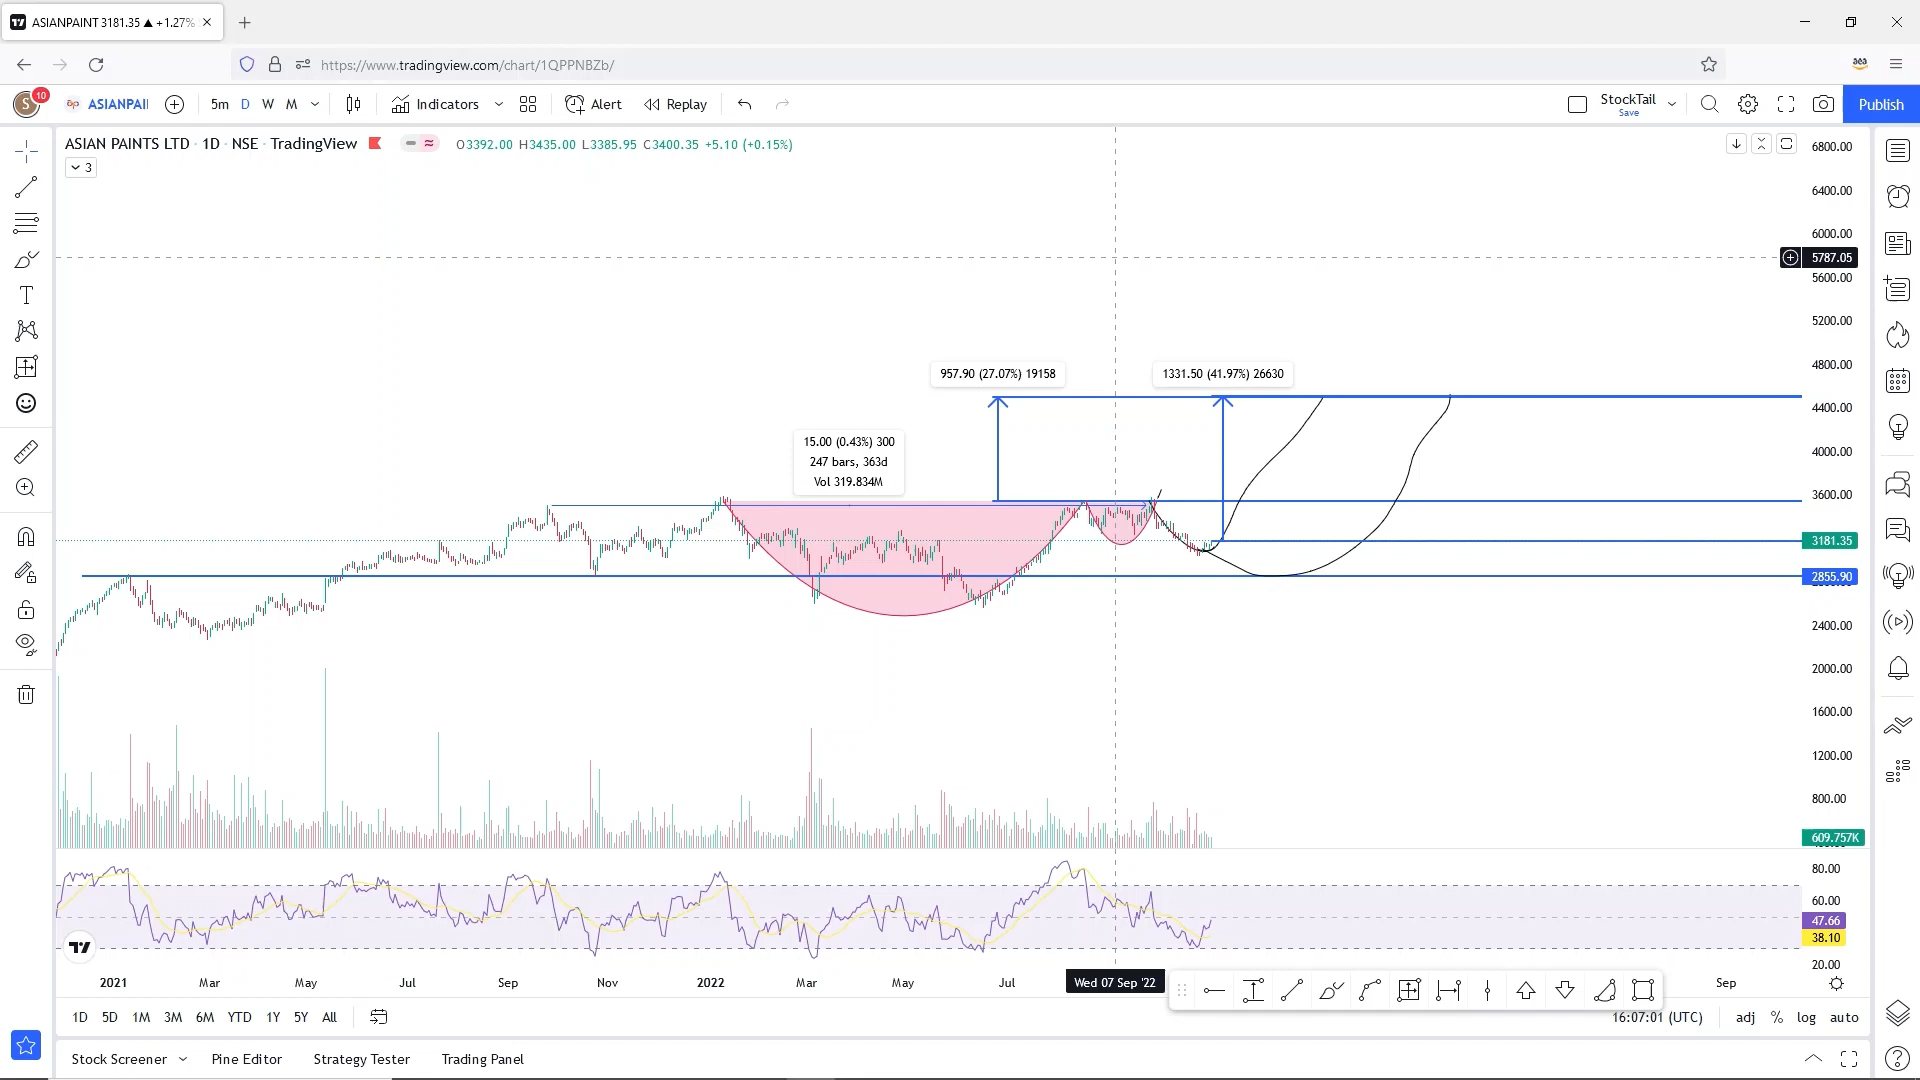 ASIANPAINT 3181.35 ▲ +1.27%
https://www.tradingview.com/chart/1QPPNBZb/
S
10
ap
ASIANPAI
5m
D
W
M
Indicators
Alert
Replay
StockTail
Save
Publish
ASIAN PAINTS LTD · 1D · NSE · TradingView
O3392.00 H3435.00 L3385.95 C3400.35 +5.10 (+0.15%)
3
6800.00
6400.00
6000.00
5787.05
5600.00
5200.00
4800.00
4400.00
4000.00
3600.00
3181.35
2855.90
2400.00
2000.00
1600.00
1200.00
800.00
609.757K
957.90 (27.07%) 19158
1331.50 (41.97%) 26630
15.00 (0.43%) 300
247 bars, 363d
Vol 319.834M
80.00
60.00
47.66
38.10
20.00
2021
Mar
May
Jul
Sep
Nov
2022
Mar
May
Jul
Wed 07 Sep '22
Sep
1D
5D
1M
3M
6M
YTD
1Y
5Y
All
16:07:01 (UTC)
adj
%
log
auto
Stock Screener
Pine Editor
Strategy Tester
Trading Panel